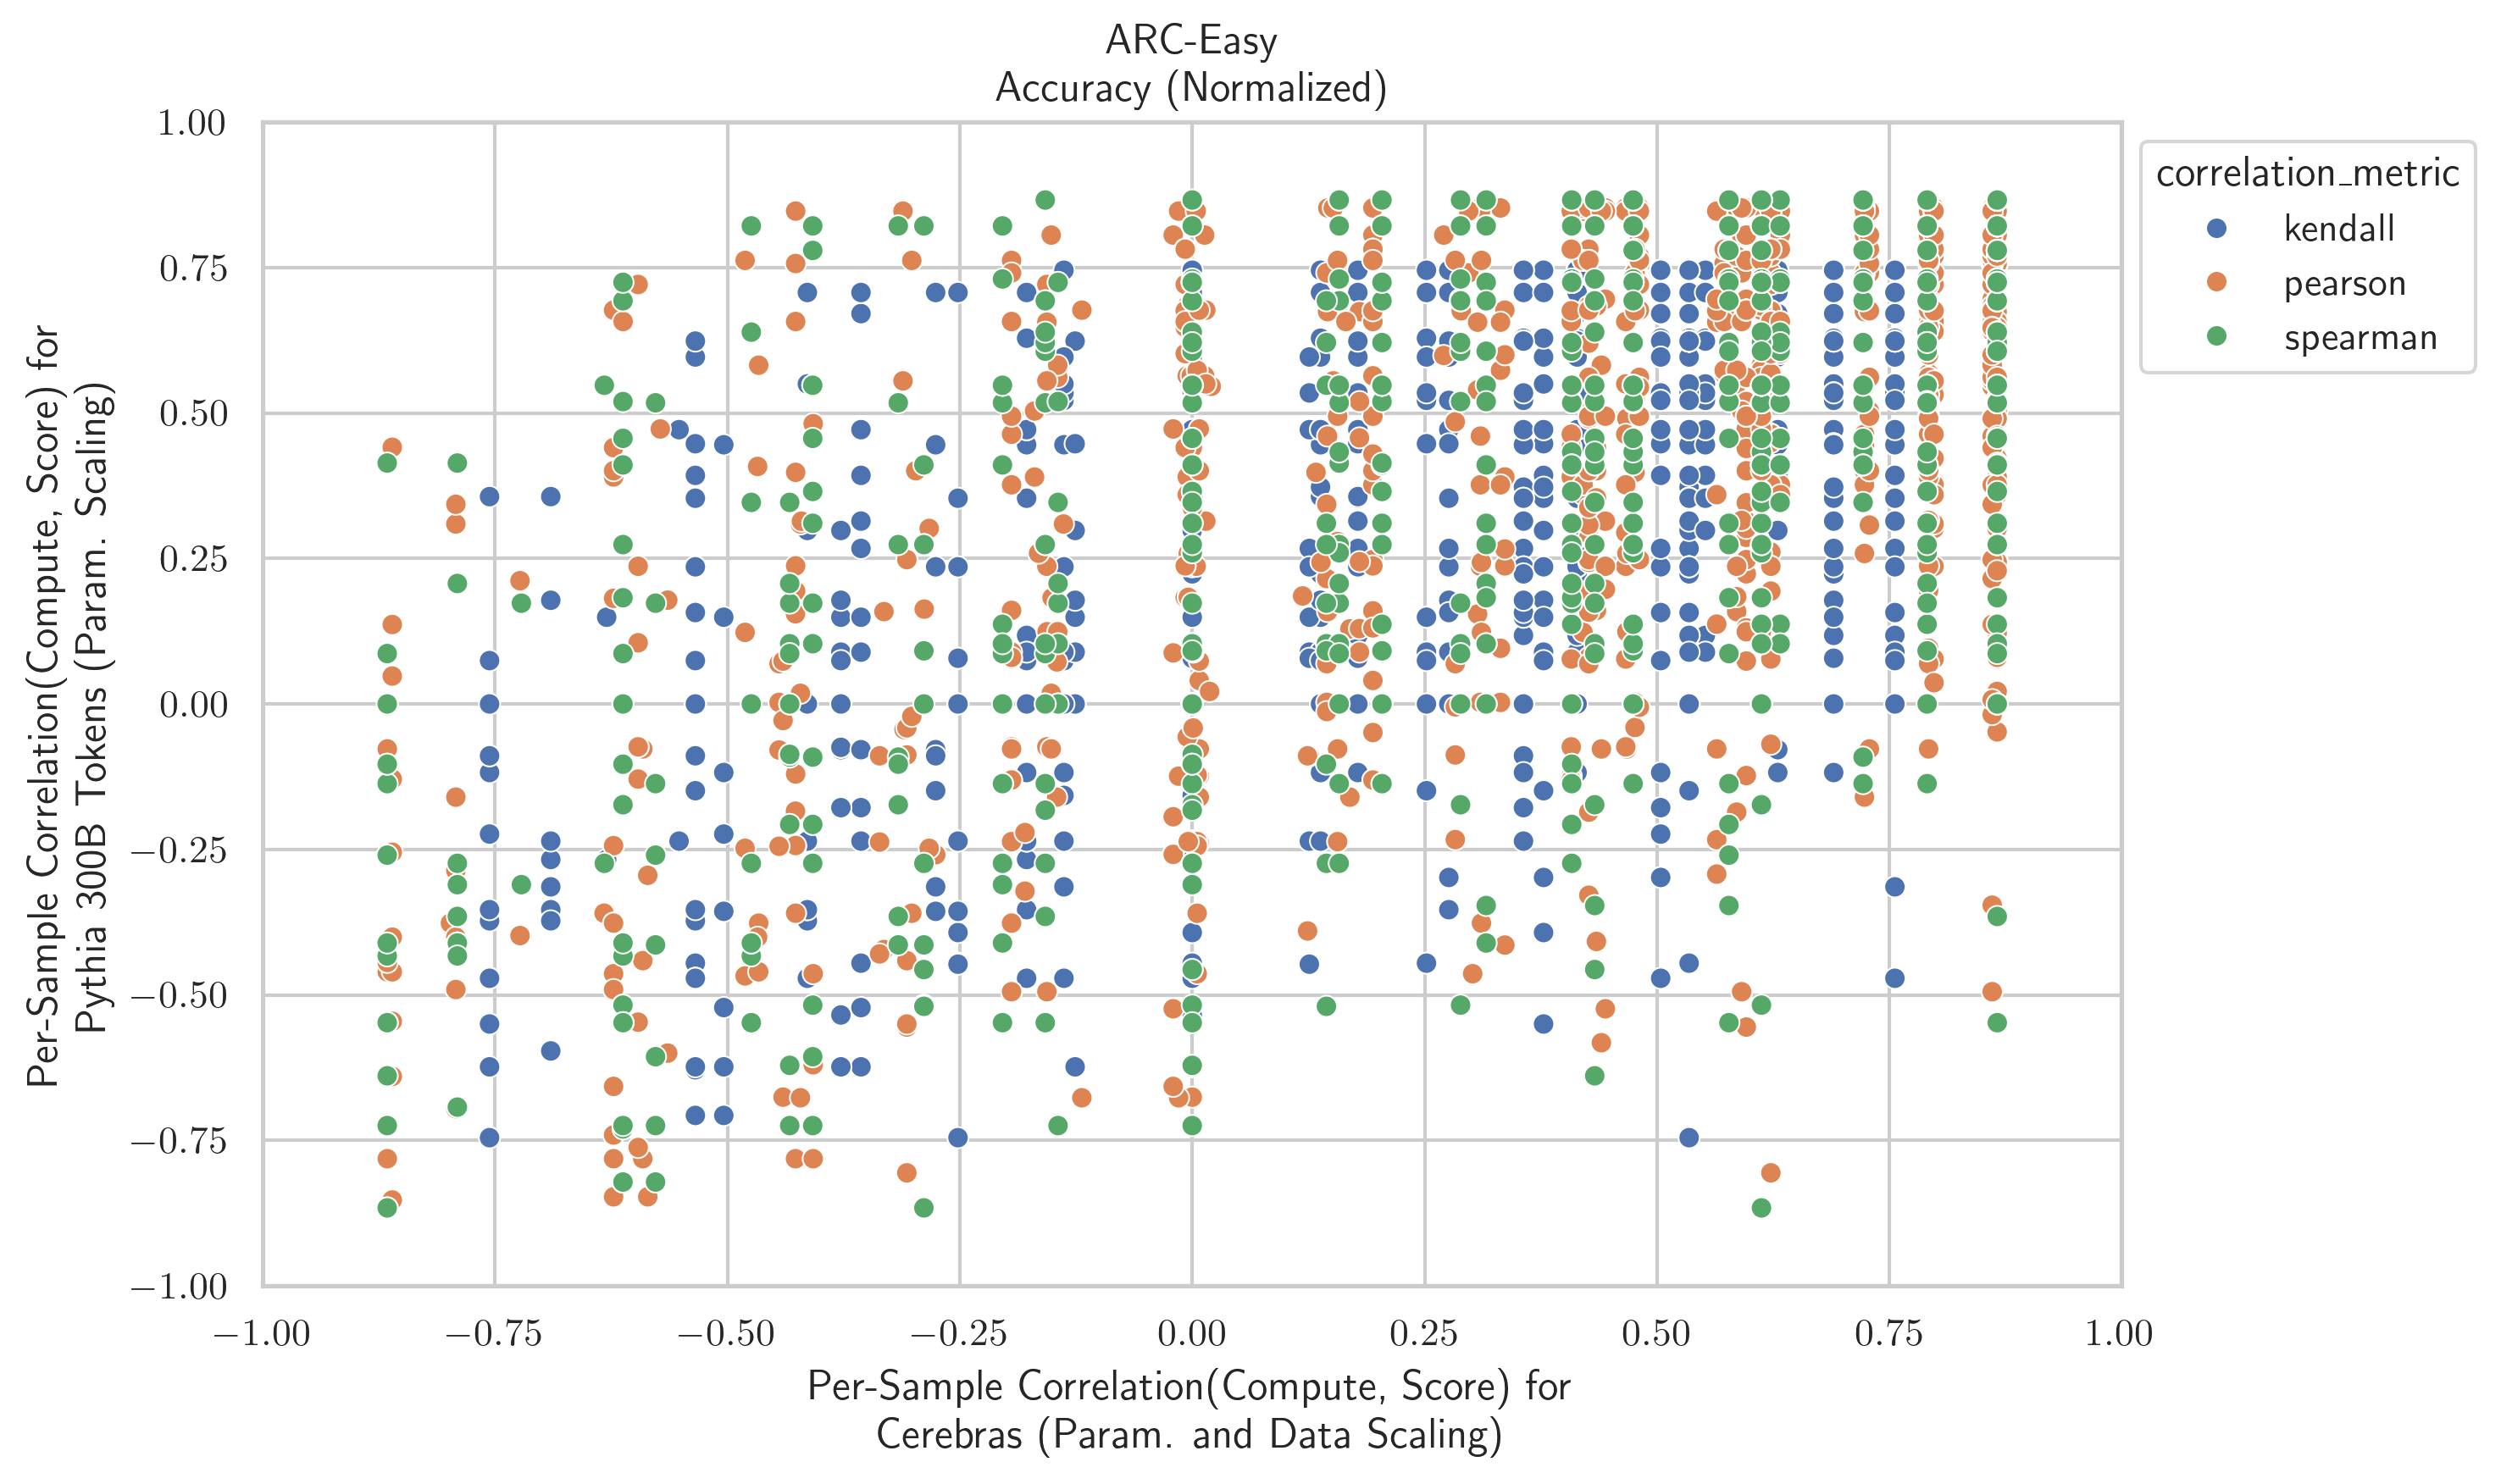 ARC-Easy
Accuracy (Normalized)
Per-Sample Correlation(Compute, Score) for
Pythia 300B Tokens (Param. Scaling)
1.00
0.75
0.50
0.25
0.00
−0.25
−0.50
−0.75
−1.00
−1.00 −0.75 −0.50 −0.25 0.00 0.25 0.50 0.75 1.00
Per-Sample Correlation(Compute, Score) for
Cerebras (Param. and Data Scaling)
correlation_metric
kendall
pearson
spearman